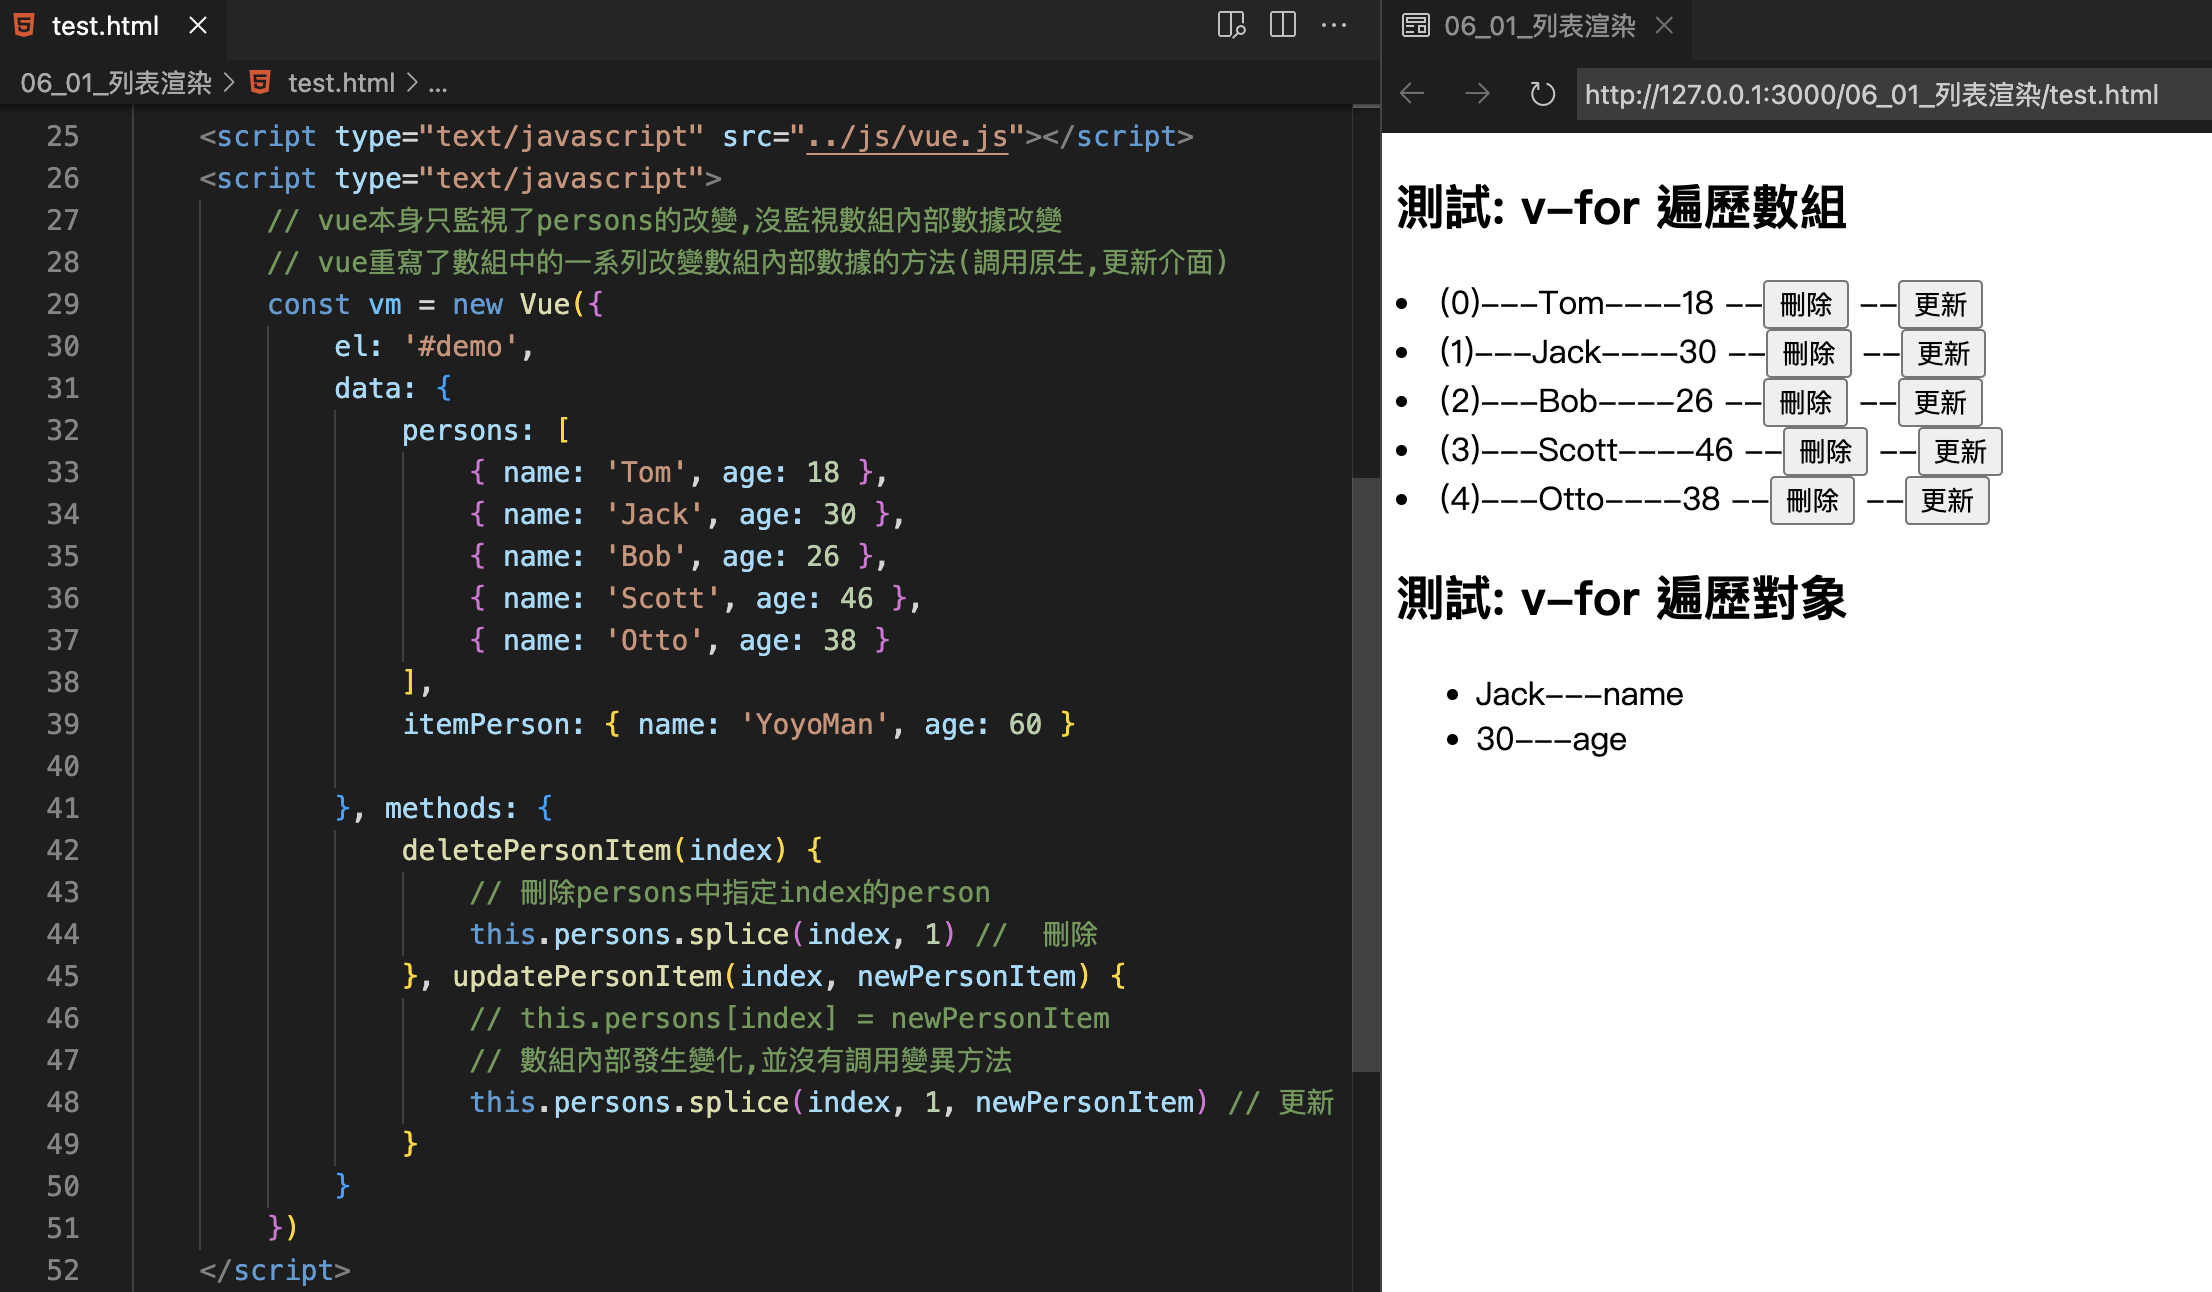 test.html
06_01_列表渲染 > test.html > ...
25 <script type="text/javascript" src="../js/vue.js"></script>
26 <script type="text/javascript">
27 // vue本身只監視了persons的改變,沒監視數組內部數據改變
28 // vue重寫了數組中的一系列改變數組內部數據的方法(調用原生,更新介面)
29 const vm = new Vue({
30 el: '#demo',
31 data: {
32 persons: [
33 { name: 'Tom', age: 18 },
34 { name: 'Jack', age: 30 },
35 { name: 'Bob', age: 26 },
36 { name: 'Scott', age: 46 },
37 { name: 'Otto', age: 38 }
38 ],
39 itemPerson: { name: 'YoyoMan', age: 60 }
40
41 }, methods: {
42 deletePersonItem(index) {
43 // 刪除persons中指定index的person
44 this.persons.splice(index, 1) //  刪除
45 }, updatePersonItem(index, newPersonItem) {
46 // this.persons[index] = newPersonItem
47 // 數組內部發生變化,並沒有調用變異方法
48 this.persons.splice(index, 1, newPersonItem) // 更新
49 }
50 }
51 })
52 </script>
06_01_列表渲染
http://127.0.0.1:3000/06_01_列表渲染/test.html
測試: v-for 遍歷數組
• (0)---Tom----18 --刪除 --更新
• (1)---Jack----30 --刪除 --更新
• (2)---Bob----26 --刪除 --更新
• (3)---Scott----46 --刪除 --更新
• (4)---Otto----38 --刪除 --更新
測試: v-for 遍歷對象
• Jack---name
• 30---age